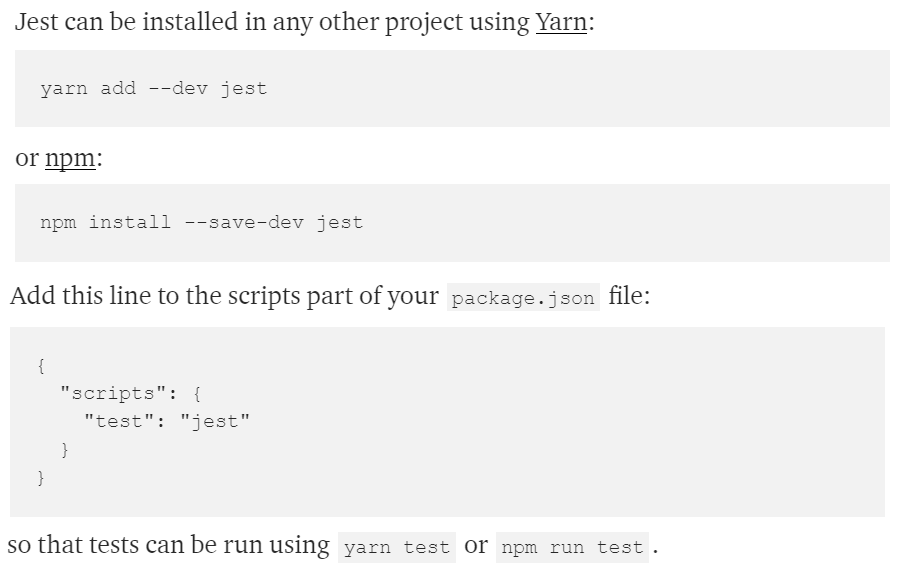 Jest can be installed in any other project using Yarn:
yarn add --dev jest
or npm:
npm install --save-dev jest
Add this line to the scripts part of your package.json file:
{
  "scripts": {
    "test": "jest"
  }
}
so that tests can be run using yarn test or npm run test.